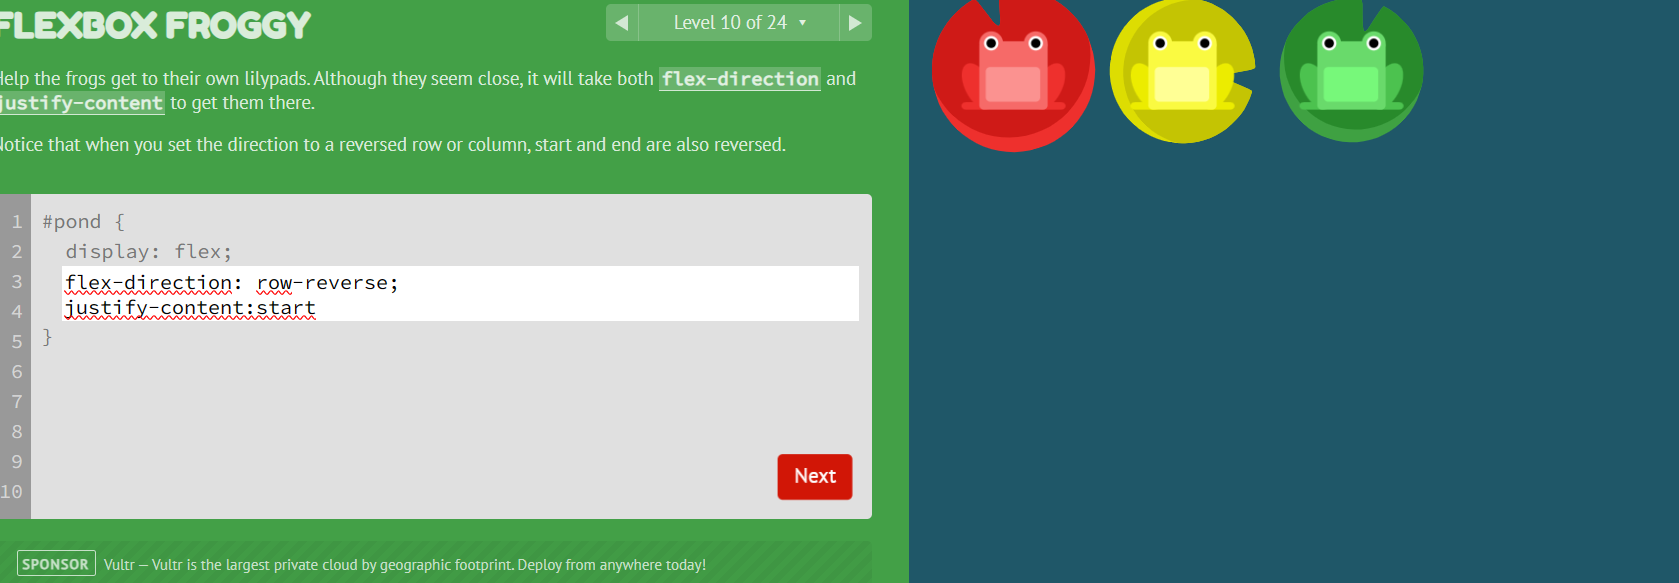 FLEXBOX FROGGY
Level 10 of 24
Help the frogs get to their own lilypads. Although they seem close, it will take both flex-direction and
justify-content to get them there.
Notice that when you set the direction to a reversed row or column, start and end are also reversed.
1 #pond {
2 display: flex;
3 flex-direction: row-reverse;
4 justify-content:start
5 }
6
7
8
9
10
Next
SPONSOR Vultr — Vultr is the largest private cloud by geographic footprint. Deploy from anywhere today!